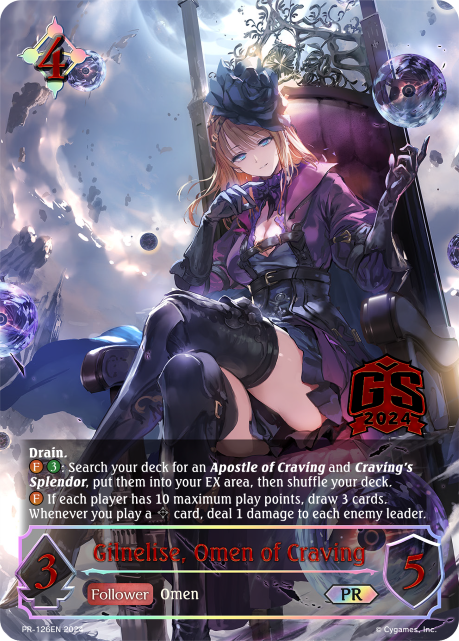 4
GS
2024
Drain.
F 3: Search your deck for an Apostle of Craving and Craving's
Splendor, put them into your EX area, then shuffle your deck.
F If each player has 10 maximum play points, draw 3 cards.
Whenever you play a card, deal 1 damage to each enemy leader.
Gilnelise, Omen of Craving
3
5
Follower Omen
PR
PR-126EN 2024
© Cygames, Inc.